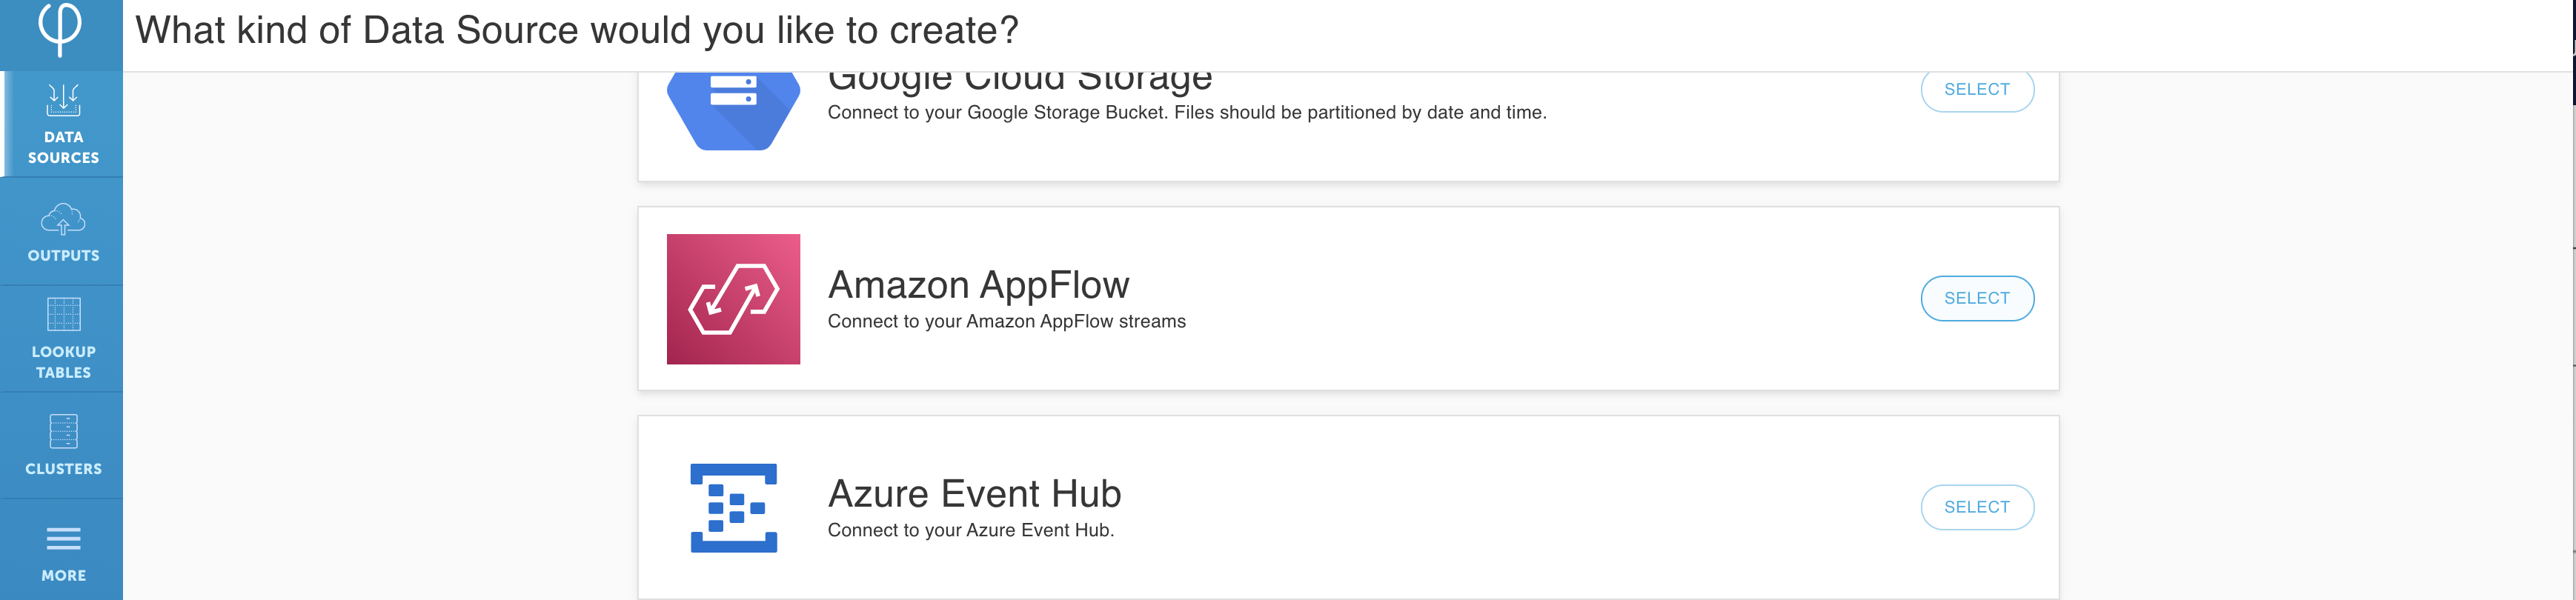 What kind of Data Source would you like to create?
DATA
SOURCES
OUTPUTS
LOOKUP
TABLES
CLUSTERS
MORE
Google Cloud Storage
Connect to your Google Storage Bucket. Files should be partitioned by date and time.
SELECT
Amazon AppFlow
Connect to your Amazon AppFlow streams
SELECT
Azure Event Hub
Connect to your Azure Event Hub.
SELECT